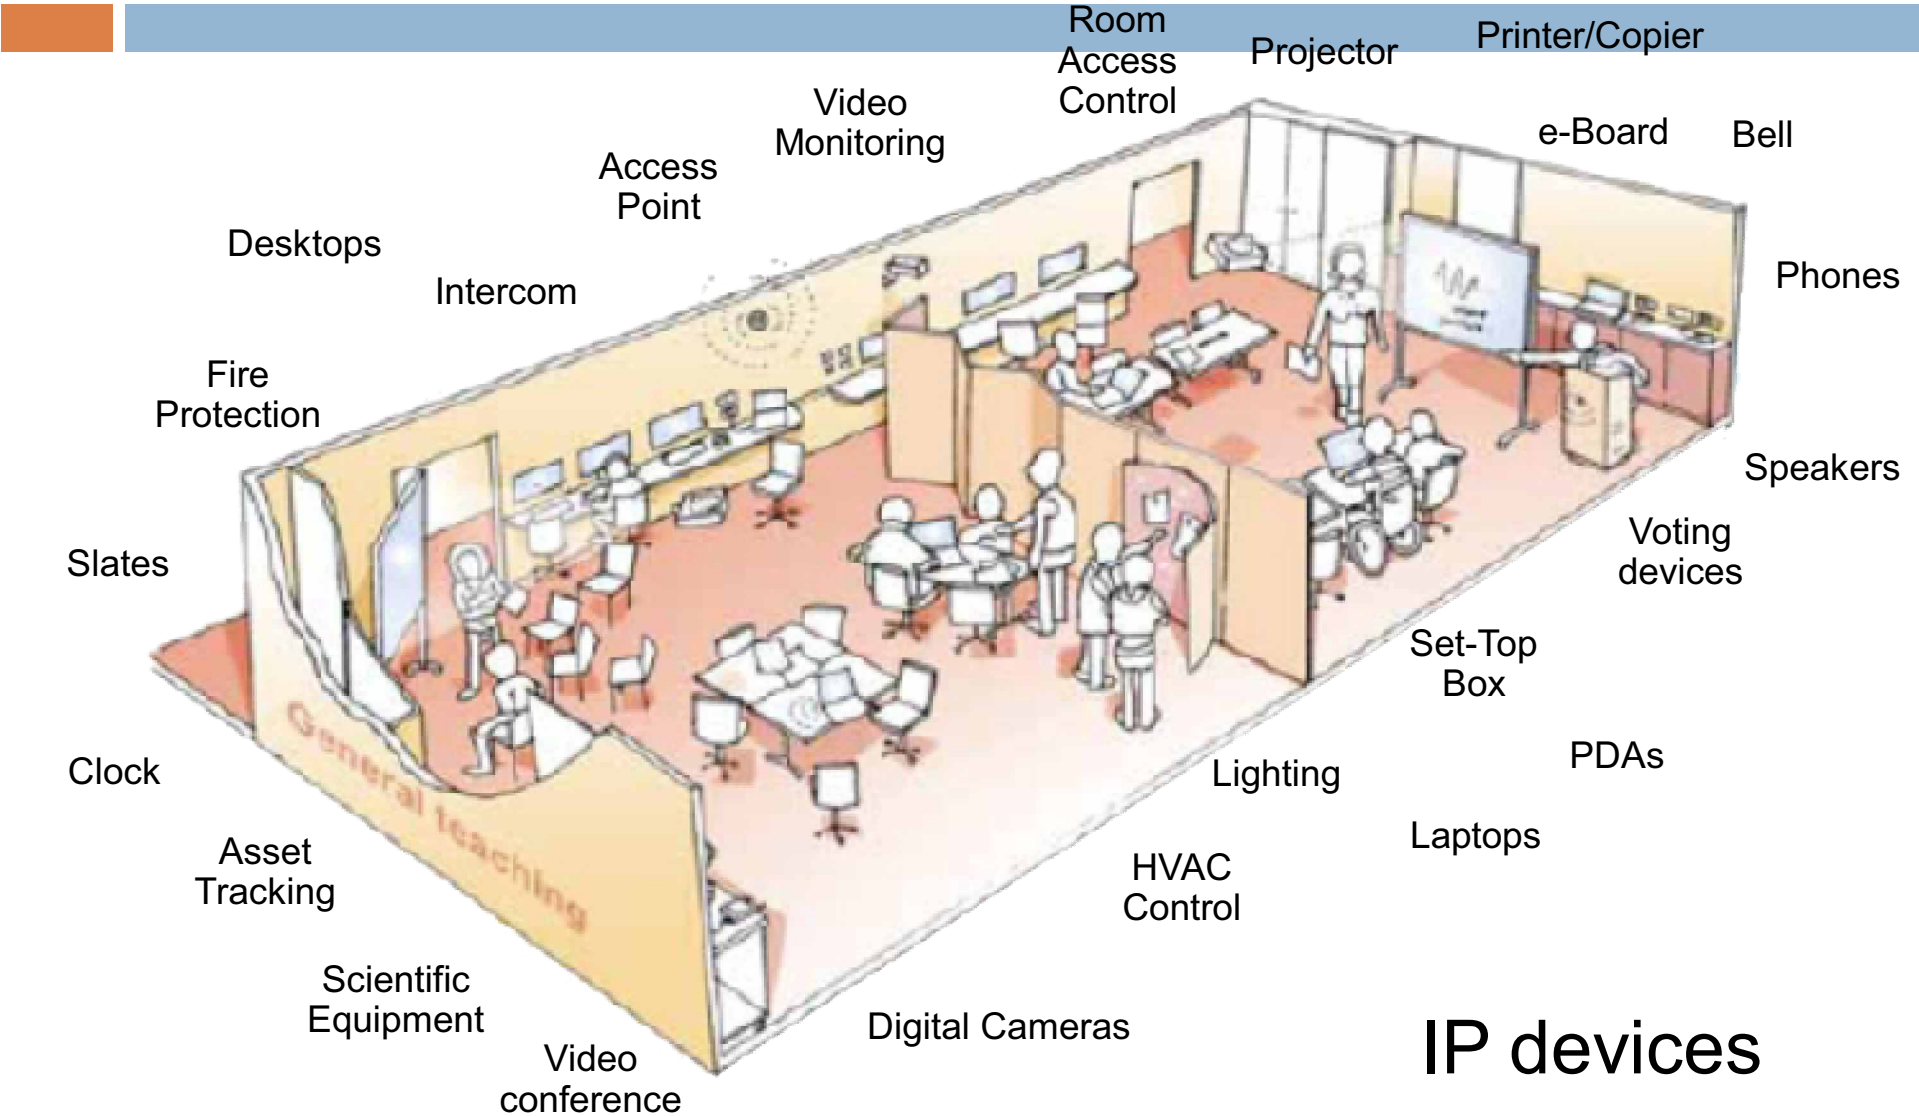 Room
Access
Control
Projector
Printer/Copier
Video
Monitoring
e-Board
Bell
Access
Point
Desktops
Intercom
Phones
Fire
Protection
Speakers
Slates
Voting
devices
Set-Top
Box
General teaching
Clock
Lighting
PDAs
Asset
Tracking
HVAC
Control
Laptops
Scientific
Equipment
Digital Cameras
Video
conference
IP devices